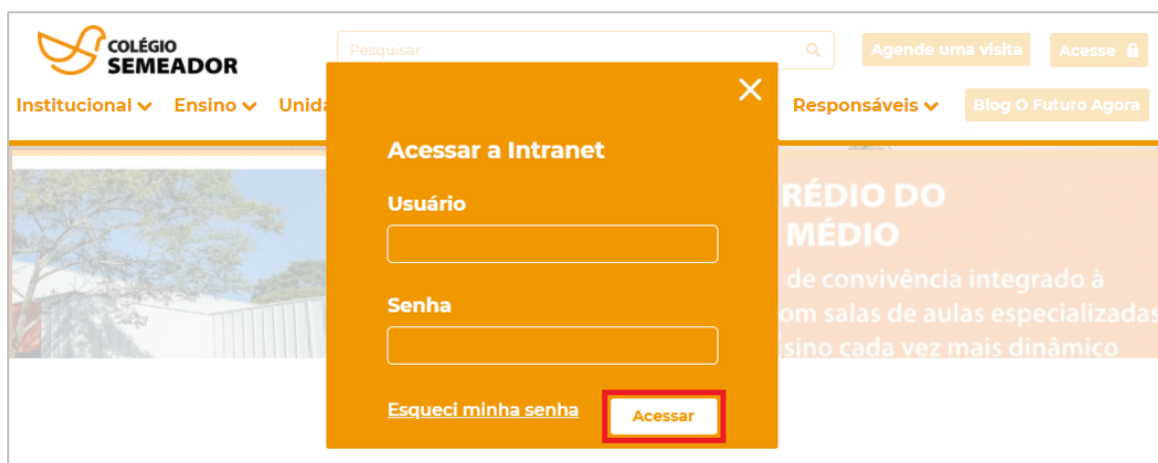 COLÉGIO
SEMEADOR
Pesquisar
Agende uma visita
Acesse
Institucional
Ensino
Responsáveis
Blog O Futuro Agora
Acessar a Intranet
Usuário
Senha
Esqueci minha senha
Acessar
RÉDIO DO
MÉDIO
de convivência integrado à
om salas de aulas especializadas
sino cada vez mais dinâmico